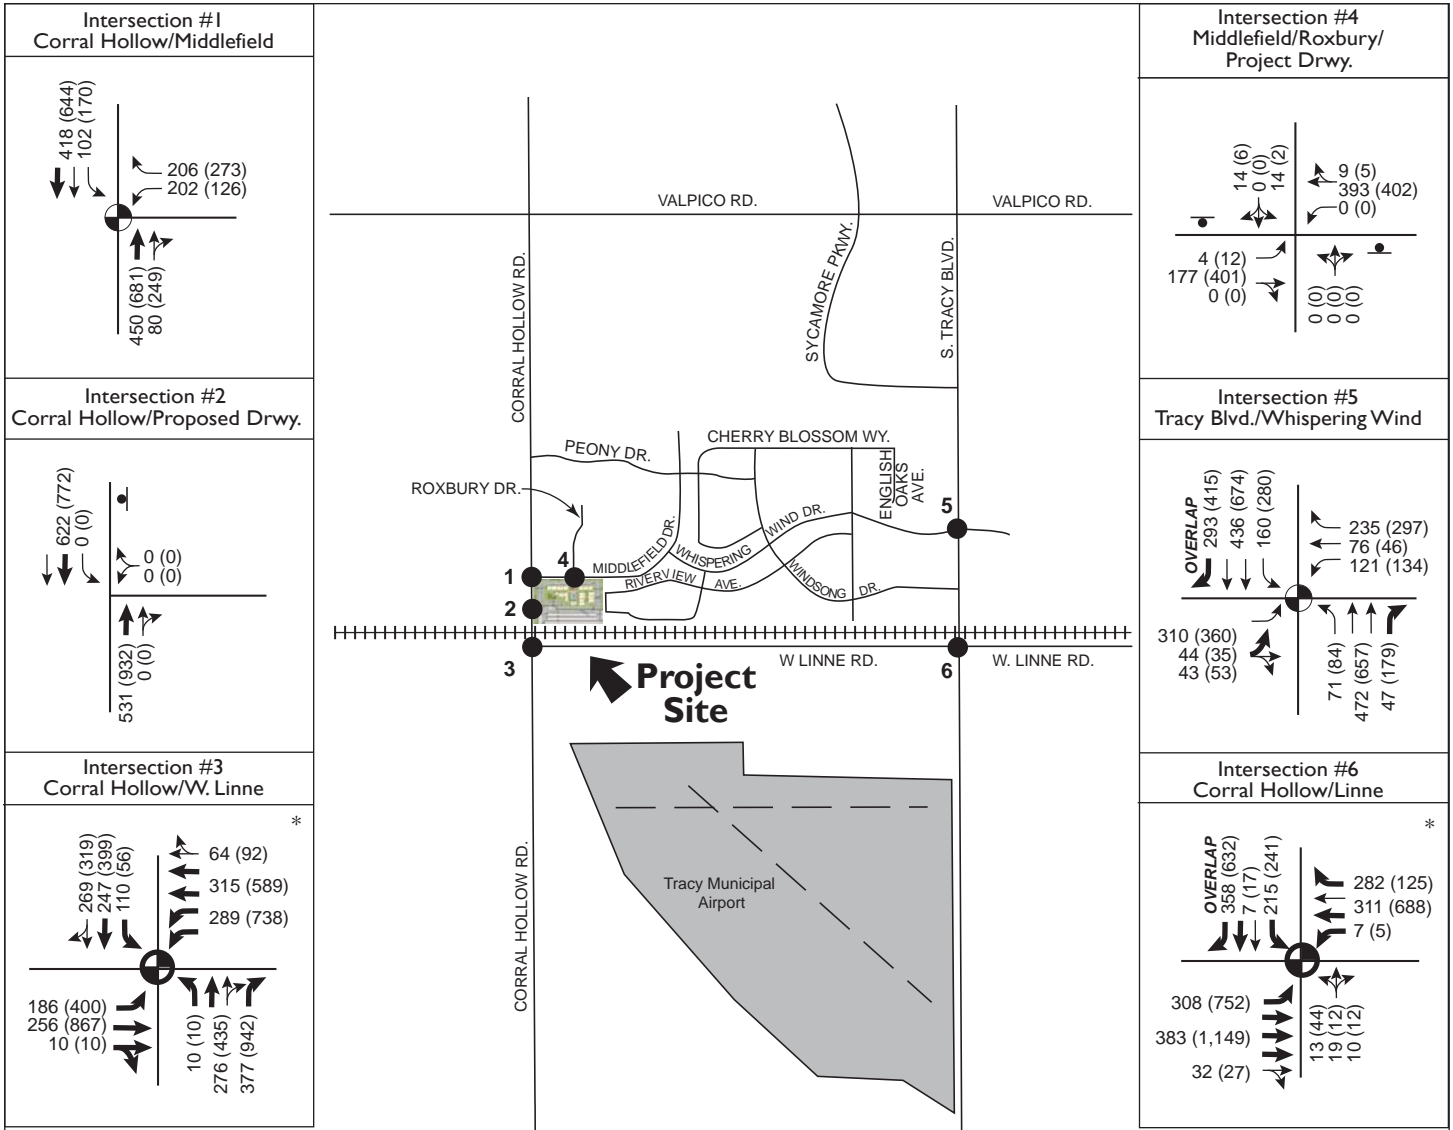 Intersection #1
Corral Hollow/Middlefield
418 (644)
102 (170)
206 (273)
202 (126)
450 (681)
80 (249)
Intersection #2
Corral Hollow/Proposed Drwy.
622 (772)
0 (0)
0 (0)
0 (0)
531 (932)
0 (0)
Intersection #3
Corral Hollow/W. Linne
*
269 (319)
247 (399)
110 (56)
64 (92)
315 (589)
289 (738)
186 (400)
256 (867)
10 (10)
10 (10)
276 (435)
377 (942)
VALPICO RD.
VALPICO RD.
CORRAL HOLLOW RD.
SYCAMORE PKWY.
S. TRACY BLVD.
PEONY DR.
CHERRY BLOSSOM WY.
ENGLISH
OAKS
AVE.
ROXBURY DR.
MIDDLEFIELD DR.
WHISPERING
WIND DR.
RIVERVIEW
AVE.
WINDSONG
DR.
1
2
3
4
5
6
W LINNE RD.
W. LINNE RD.
Project
Site
CORRAL HOLLOW RD.
Tracy Municipal
Airport
Intersection #4
Middlefield/Roxbury/
Project Drwy.
14 (6)
0 (0)
14 (2)
9 (5)
393 (402)
0 (0)
4 (12)
177 (401)
0 (0)
0 (0)
0 (0)
0 (0)
Intersection #5
Tracy Blvd./Whispering Wind
OVERLAP
293 (415)
436 (674)
160 (280)
235 (297)
76 (46)
121 (134)
310 (360)
44 (35)
43 (53)
71 (84)
472 (657)
47 (179)
Intersection #6
Corral Hollow/Linne
*
OVERLAP
358 (632)
7 (17)
215 (241)
282 (125)
311 (688)
7 (5)
308 (752)
383 (1,149)
32 (27)
13 (44)
19 (12)
10 (12)